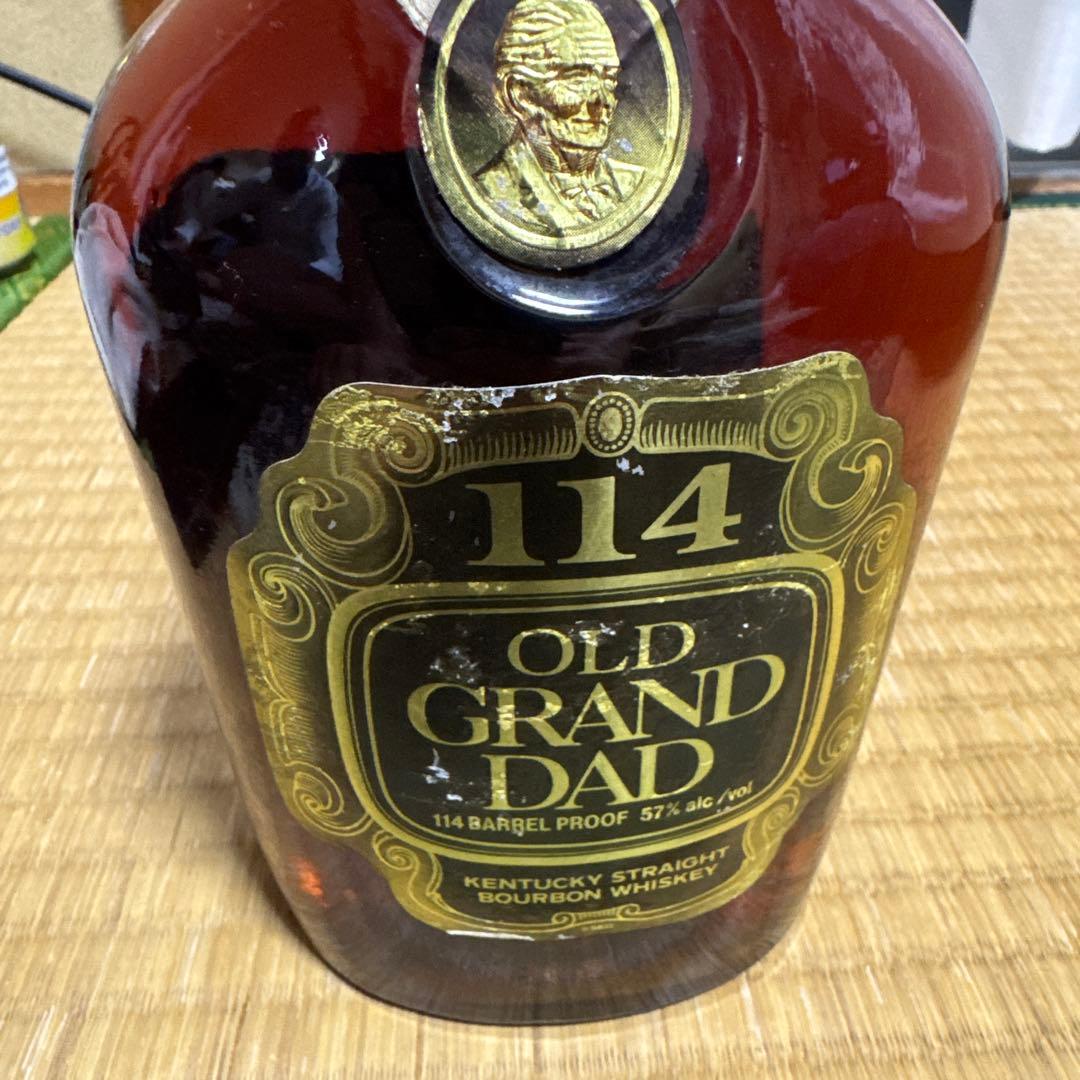 114
OLD
GRAND
DAD
114 BARREL PROOF 57% alc/vol
KENTUCKY STRAIGHT
BOURBON WHISKEY